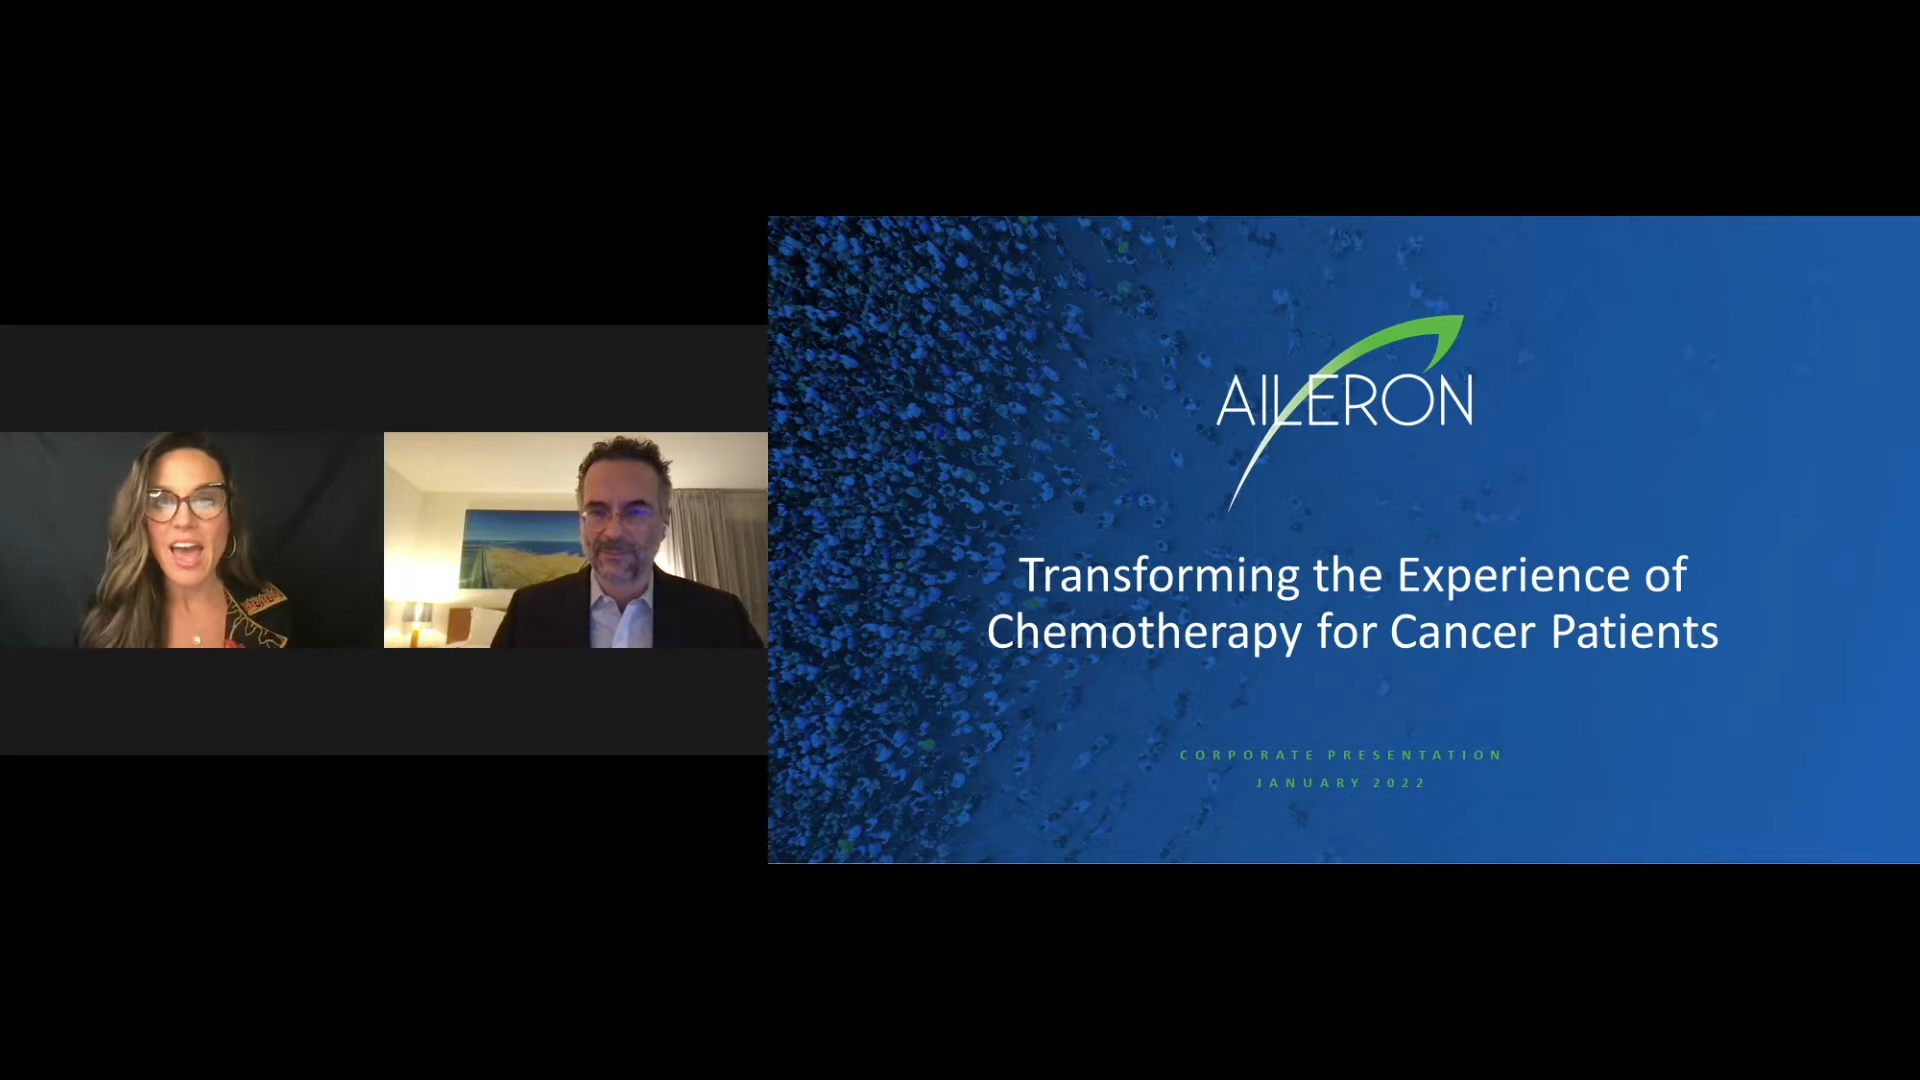 AILERON
Transforming the Experience of
Chemotherapy for Cancer Patients
CORPORATE PRESENTATION
JANUARY 2022